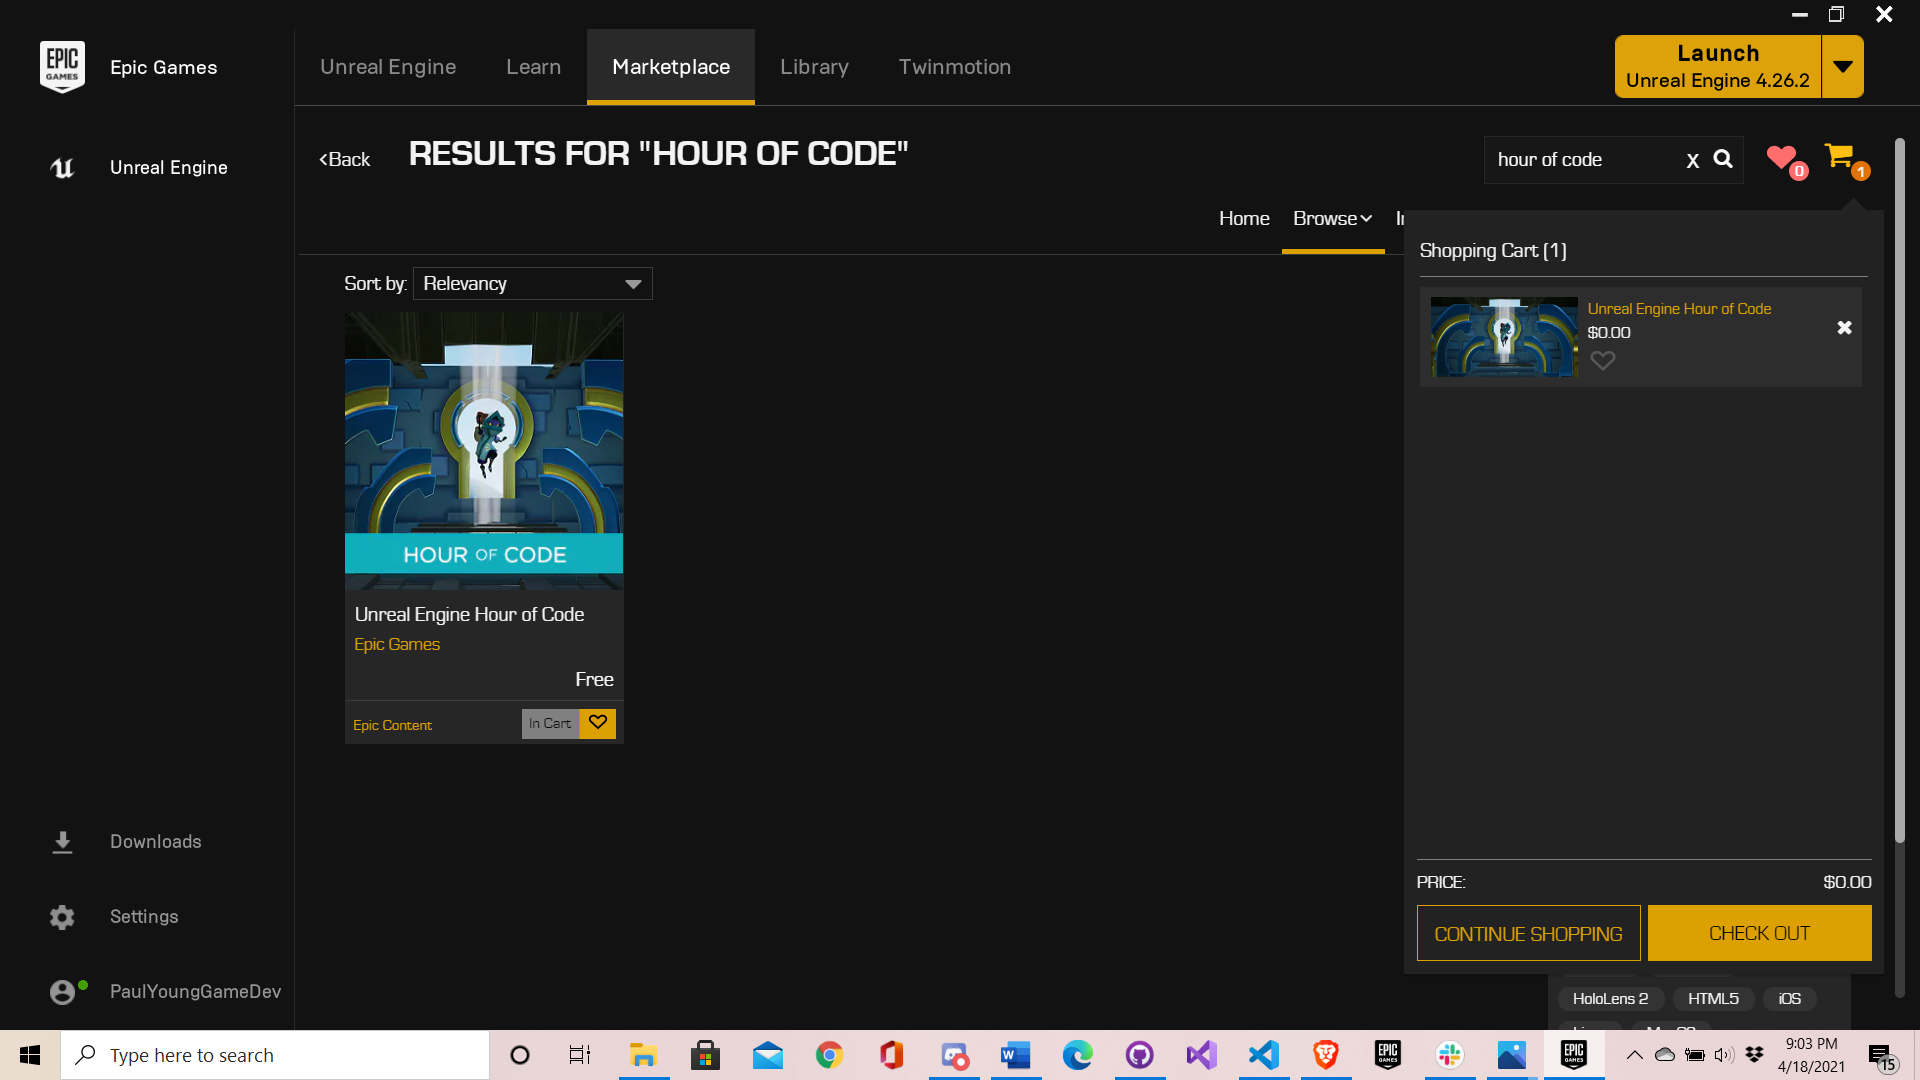 EPIC GAMES
Epic Games
Unreal Engine
Learn
Marketplace
Library
Twinmotion
Launch
Unreal Engine 4.26.2
Unreal Engine
<Back
RESULTS FOR "HOUR OF CODE"
hour of code
X
0
1
Home
Browse
Shopping Cart (1)
Unreal Engine Hour of Code
$0.00
Sort by:
Relevancy
HOUR OF CODE
Unreal Engine Hour of Code
Epic Games
Free
Epic Content
In Cart
PRICE:
$0.00
CONTINUE SHOPPING
CHECK OUT
HoloLens 2
HTML5
iOS
Downloads
Settings
PaulYoungGameDev
Type here to search
EPIC GAMES
EPIC GAMES
9:03 PM
4/18/2021
15